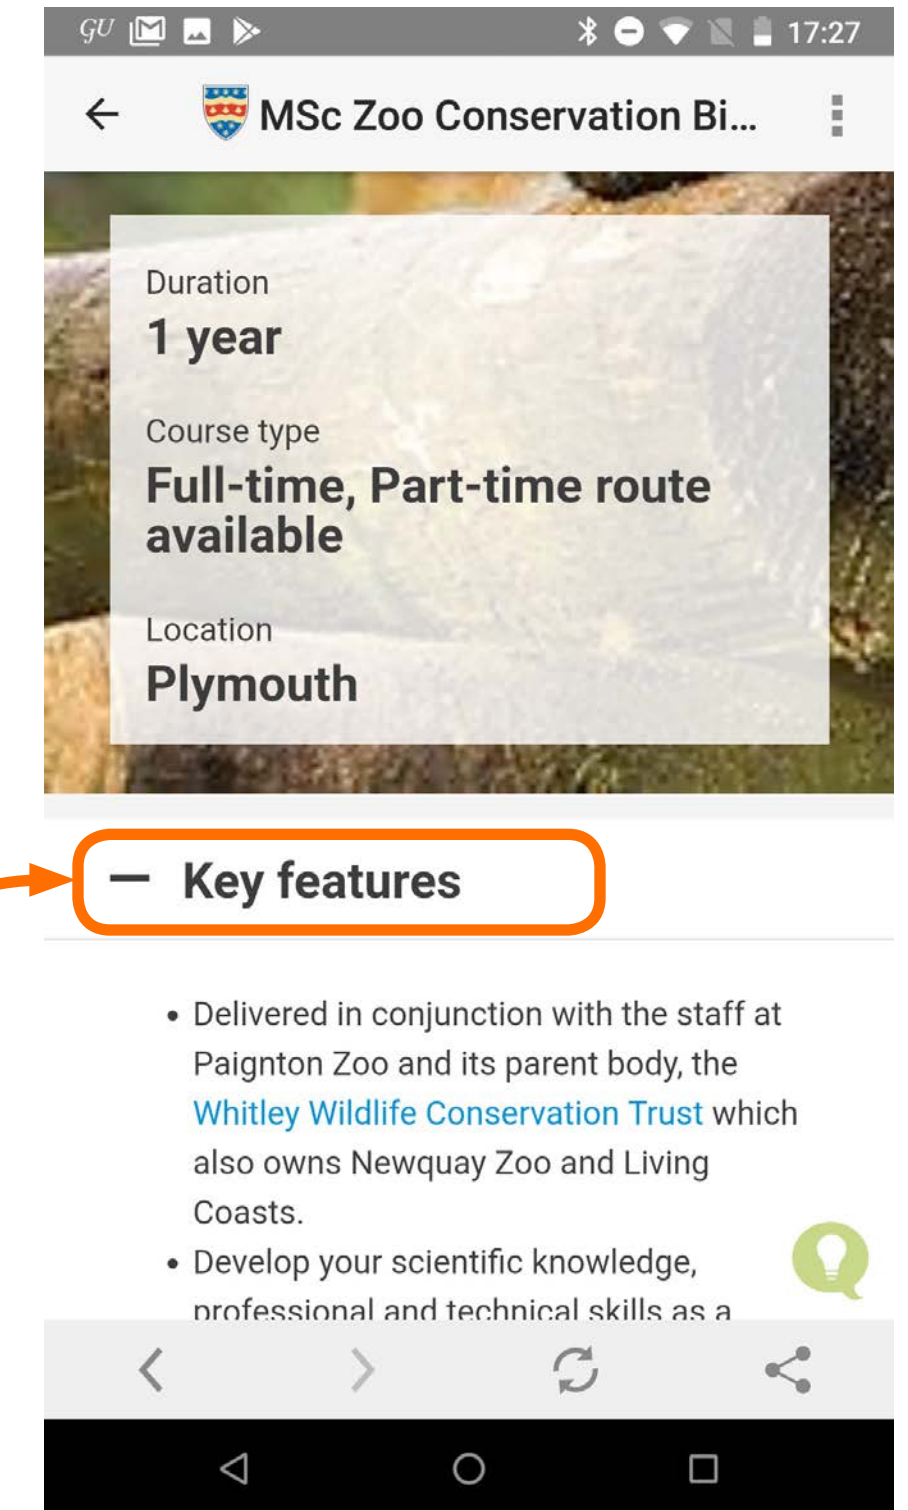 GU
17:27
MSc Zoo Conservation Bi...
Duration
1 year
Course type
Full-time, Part-time route
available
Location
Plymouth
Key features
• Delivered in conjunction with the staff at
Paignton Zoo and its parent body, the
Whitley Wildlife Conservation Trust which
also owns Newquay Zoo and Living
Coasts.
• Develop your scientific knowledge,
professional and technical skills as a